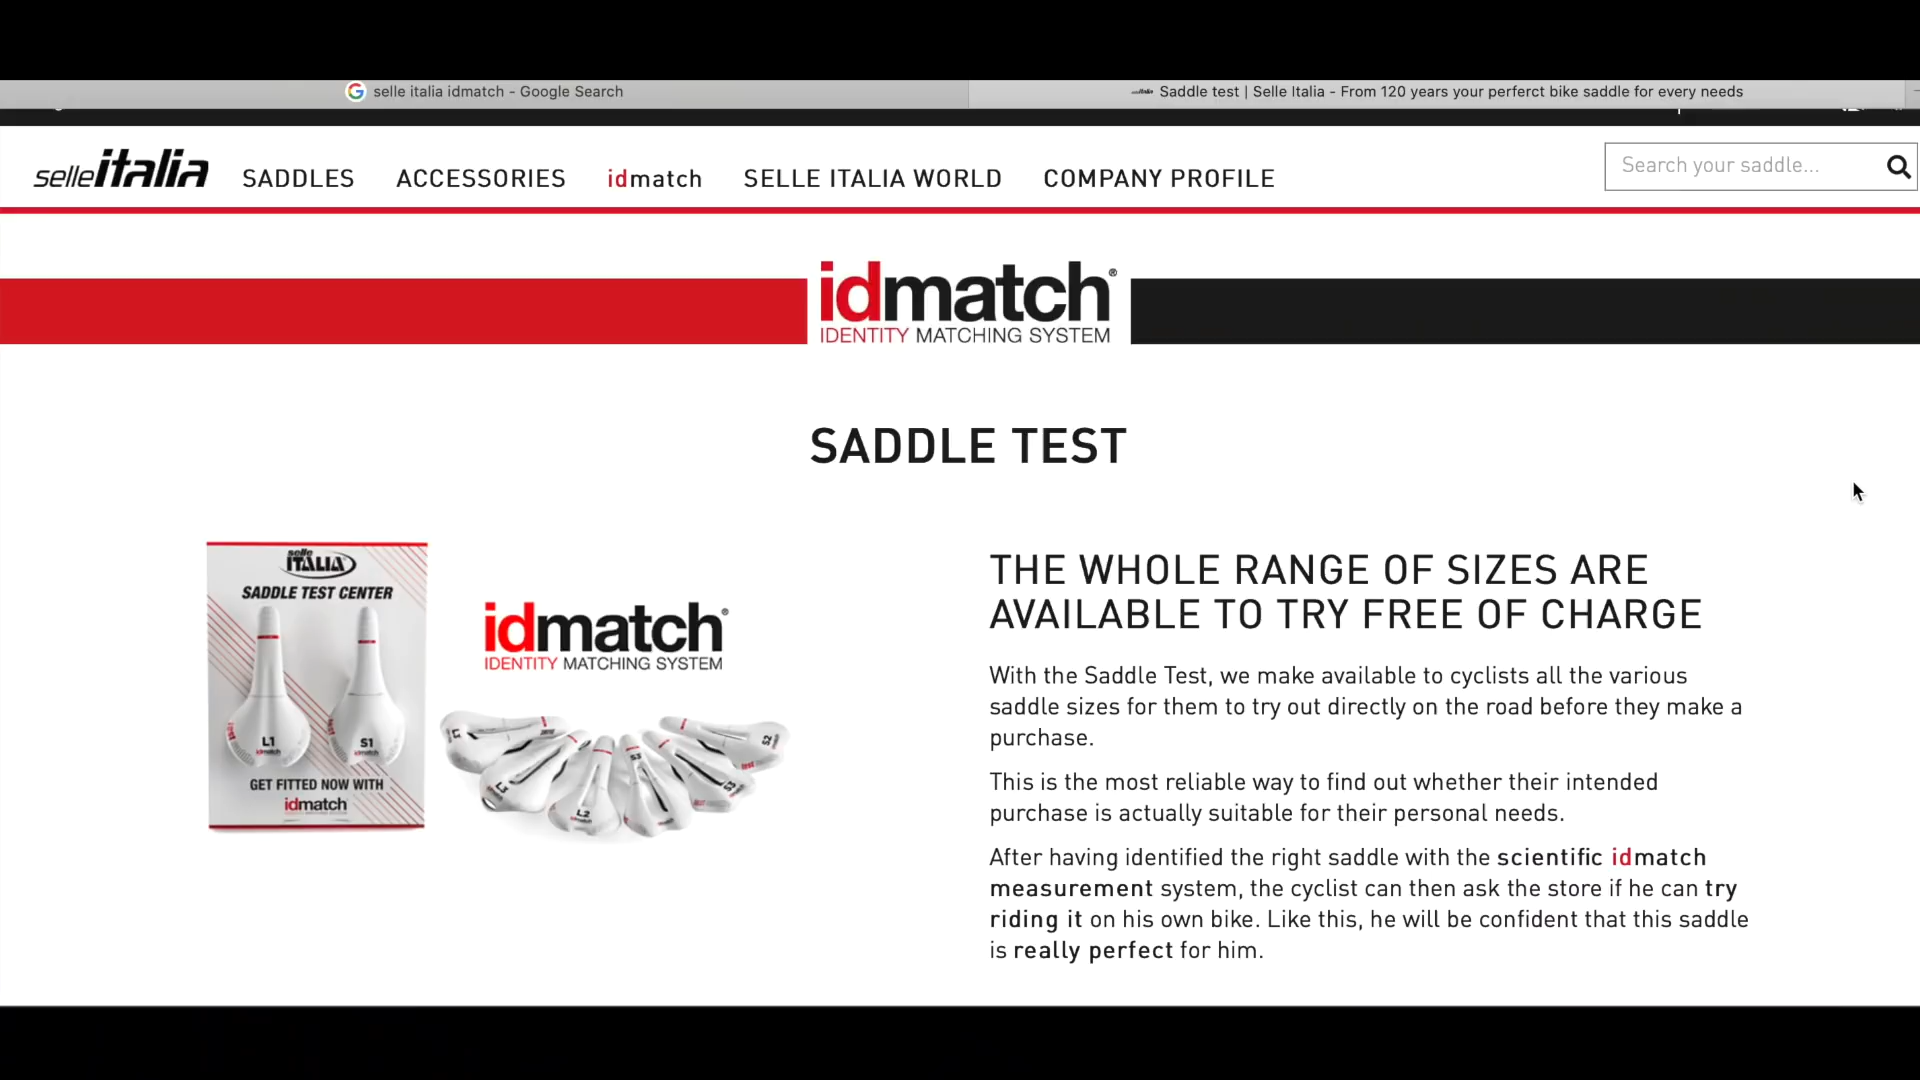 selle italia idmatch - Google Search
Saddle test | Selle Italia - From 120 years your perferct bike saddle for every needs
selleitalia
SADDLES
ACCESSORIES
idmatch
SELLE ITALIA WORLD
COMPANY PROFILE
Search your saddle...
idmatch®
IDENTITY MATCHING SYSTEM
SADDLE TEST
selle
ITALIA
SADDLE TEST CENTER
L1
idmatch
S1
idmatch
GET FITTED NOW WITH
idmatch
idmatch®
IDENTITY MATCHING SYSTEM
L1
L3
L2
S3
S2
THE WHOLE RANGE OF SIZES ARE
AVAILABLE TO TRY FREE OF CHARGE
With the Saddle Test, we make available to cyclists all the various
saddle sizes for them to try out directly on the road before they make a
purchase.
This is the most reliable way to find out whether their intended
purchase is actually suitable for their personal needs.
After having identified the right saddle with the scientific idmatch
measurement system, the cyclist can then ask the store if he can try
riding it on his own bike. Like this, he will be confident that this saddle
is really perfect for him.